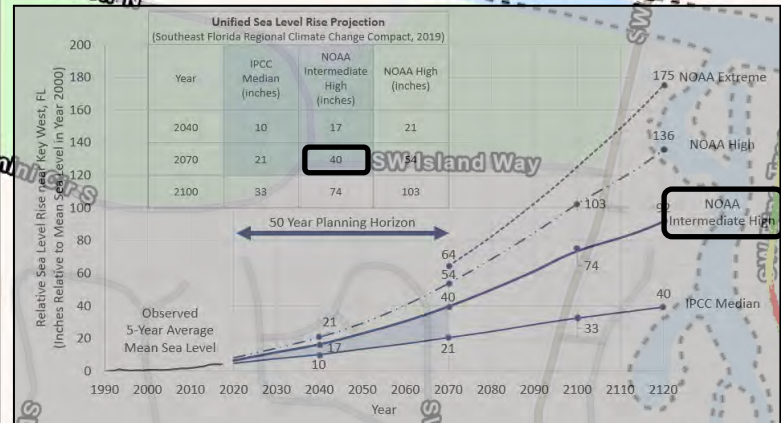 Unified Sea Level Rise Projection
(Southeast Florida Regional Climate Change Compact, 2019)
Year
IPCC
Median
(inches)
NOAA
Intermediate
High
(inches)
NOAA High
(inches)
2040 10 17 21
2070 21 40 54
2100 33 74 103
Relative Sea Level Rise near Key West, FL
(Inches Relative to Mean Sea Level in Year 2000)
200
180
160
140
120
100
80
60
40
20
0
50 Year Planning Horizon
Observed
5-Year Average
Mean Sea Level
175 NOAA Extreme
136
NOAA High
103
92
NOAA
Intermediate High
74
64
54
40
40
IPCC Median
33
21
21
17
10
1990 2000 2010 2020 2030 2040 2050 2060 2070 2080 2090 2100 2110 2120
Year
SW Island Way
SW